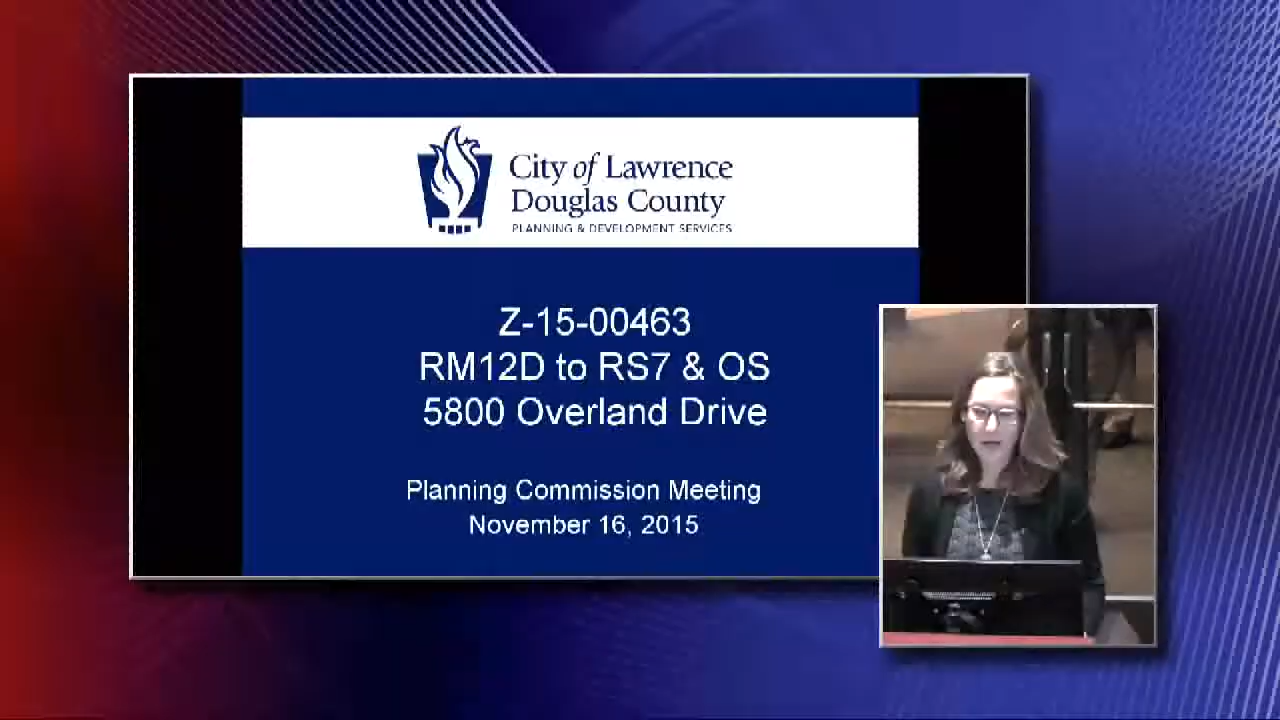 City of Lawrence
Douglas County
PLANNING & DEVELOPMENT SERVICES
Z-15-00463
RM12D to RS7 & OS
5800 Overland Drive
Planning Commission Meeting
November 16, 2015